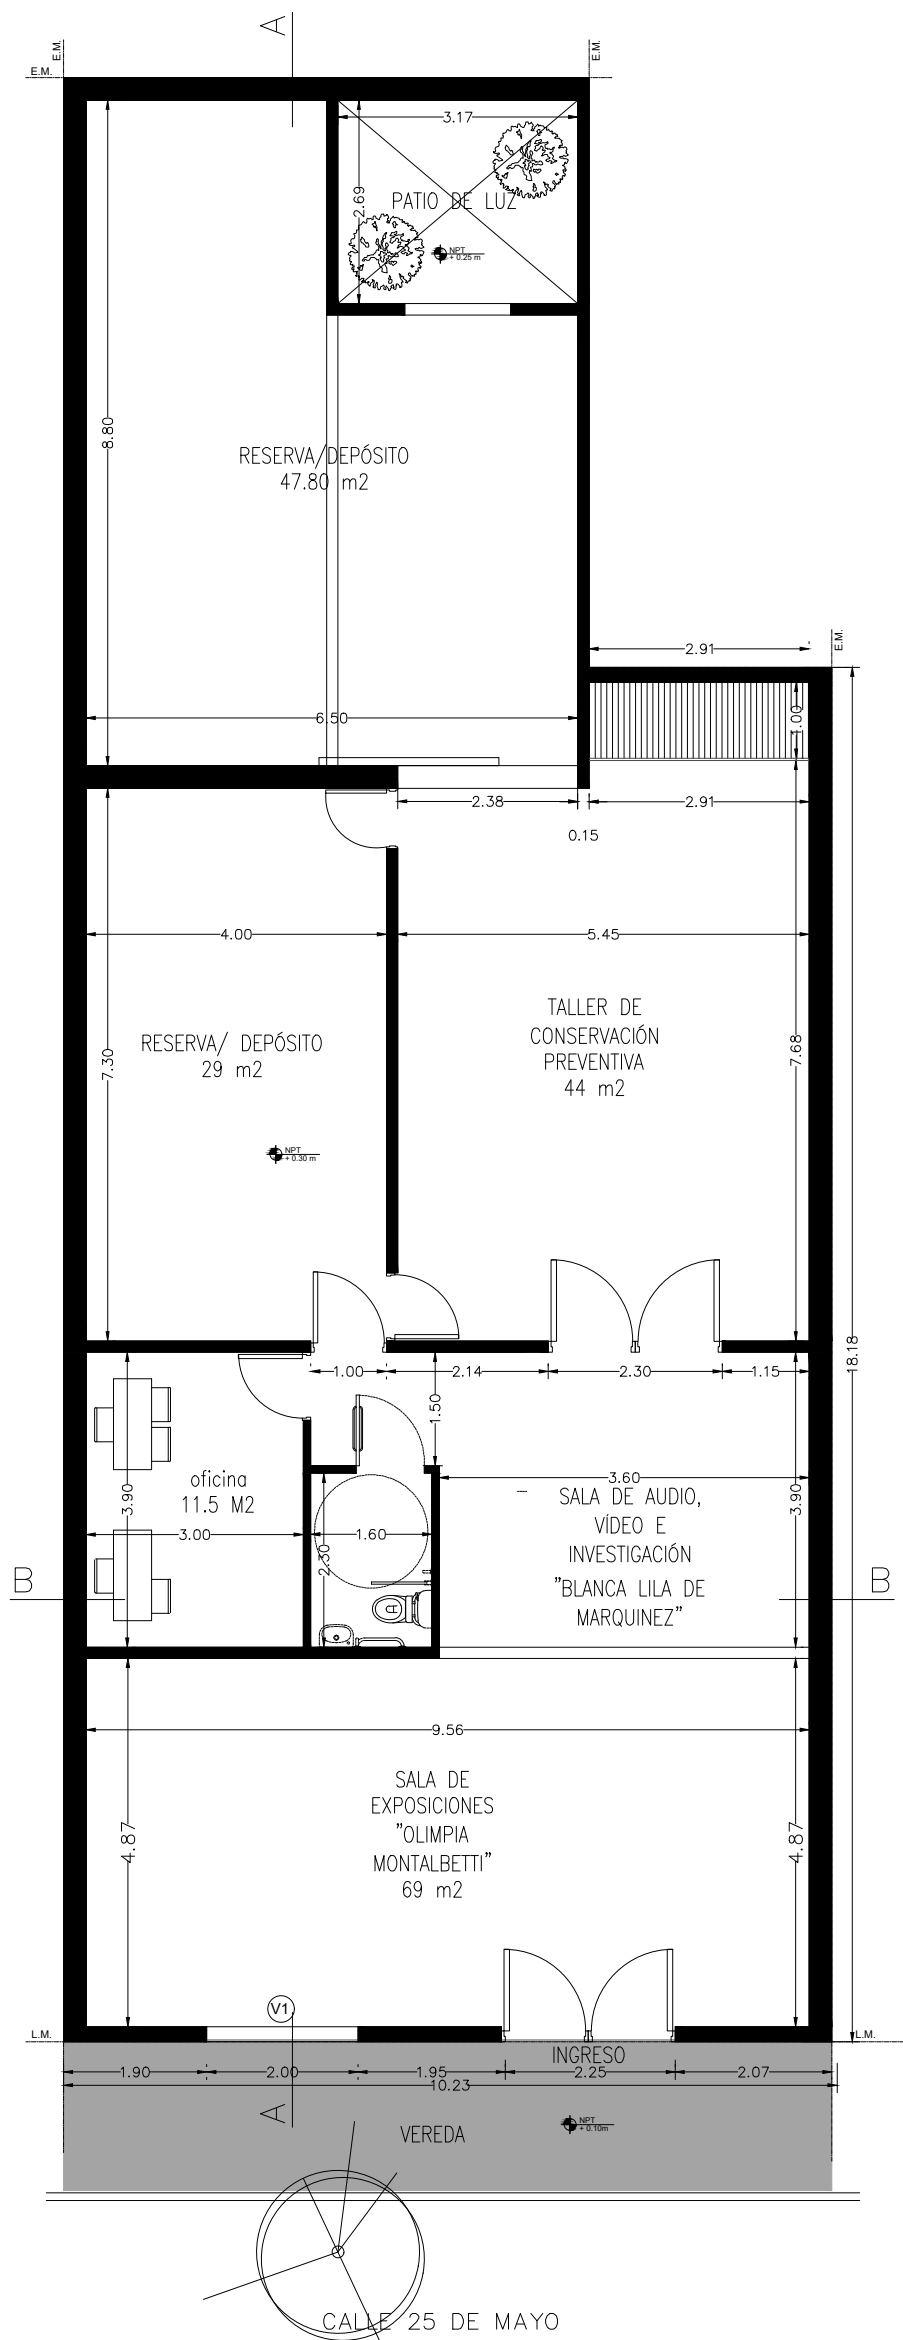 A
E.M.
E.M.
E.M.
3.17
2.69
PATIO DE LUZ
NPT
+ 0.25 m
8.80
RESERVA/DEPÓSITO
47.80 m2
E.M.
2.91
6.50
1.00
2.38
2.91
0.15
4.00
5.45
TALLER DE
CONSERVACIÓN
PREVENTIVA
44 m2
RESERVA/ DEPÓSITO
29 m2
7.30
7.68
NPT
+ 0.30 m
18.18
1.00
2.14
2.30
1.15
1.50
3.60
oficina
11.5 M2
3.90
3.00
1.60
2.30
3.90
SALA DE AUDIO,
VÍDEO E
INVESTIGACIÓN
"BLANCA LILA DE
MARQUINEZ"
B
B
A
9.56
SALA DE
EXPOSICIONES
"OLIMPIA
MONTALBETTI"
69 m2
4.87
4.87
V1
L.M.
L.M.
INGRESO
1.90
2.00
1.95
2.25
2.07
10.23
A
VEREDA
NPT
+ 0.10m
CALLE 25 DE MAYO